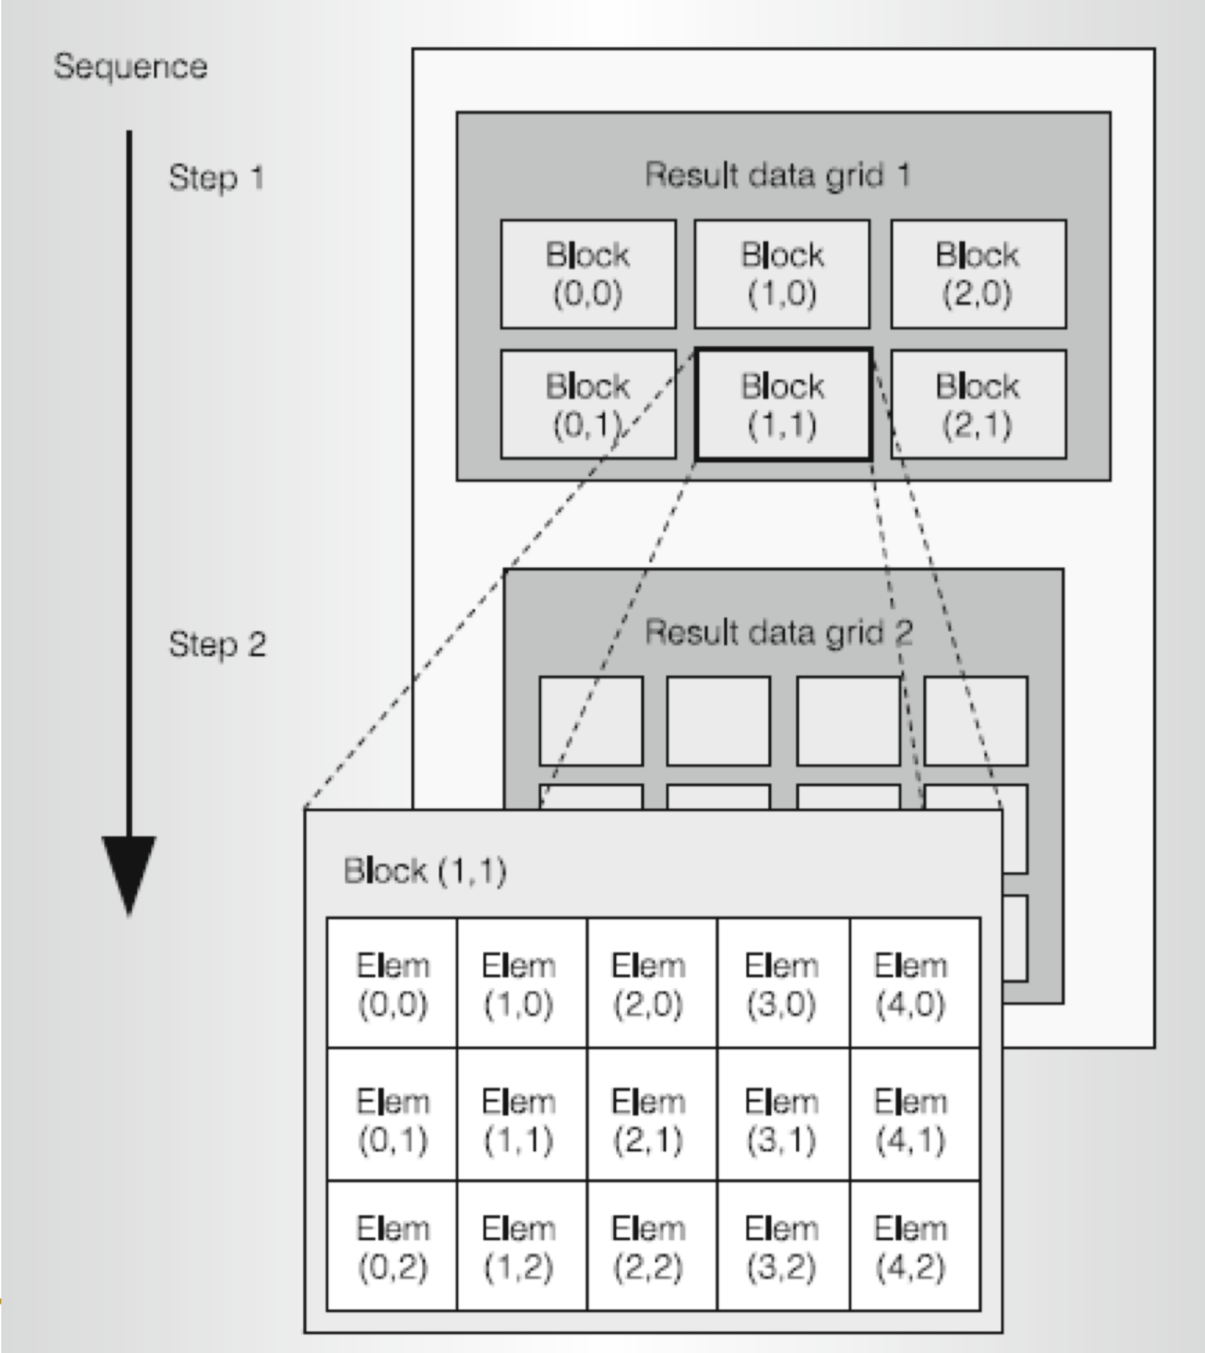 Sequence
Step 1
Result data grid 1
Block Block Block
(0,0) (1,0) (2,0)
Block Block Block
(0,1) (1,1) (2,1)
Step 2
Result data grid 2
Block (1,1)
Elem Elem Elem Elem Elem
(0,0) (1,0) (2,0) (3,0) (4,0)
Elem Elem Elem Elem Elem
(0,1) (1,1) (2,1) (3,1) (4,1)
Elem Elem Elem Elem Elem
(0,2) (1,2) (2,2) (3,2) (4,2)